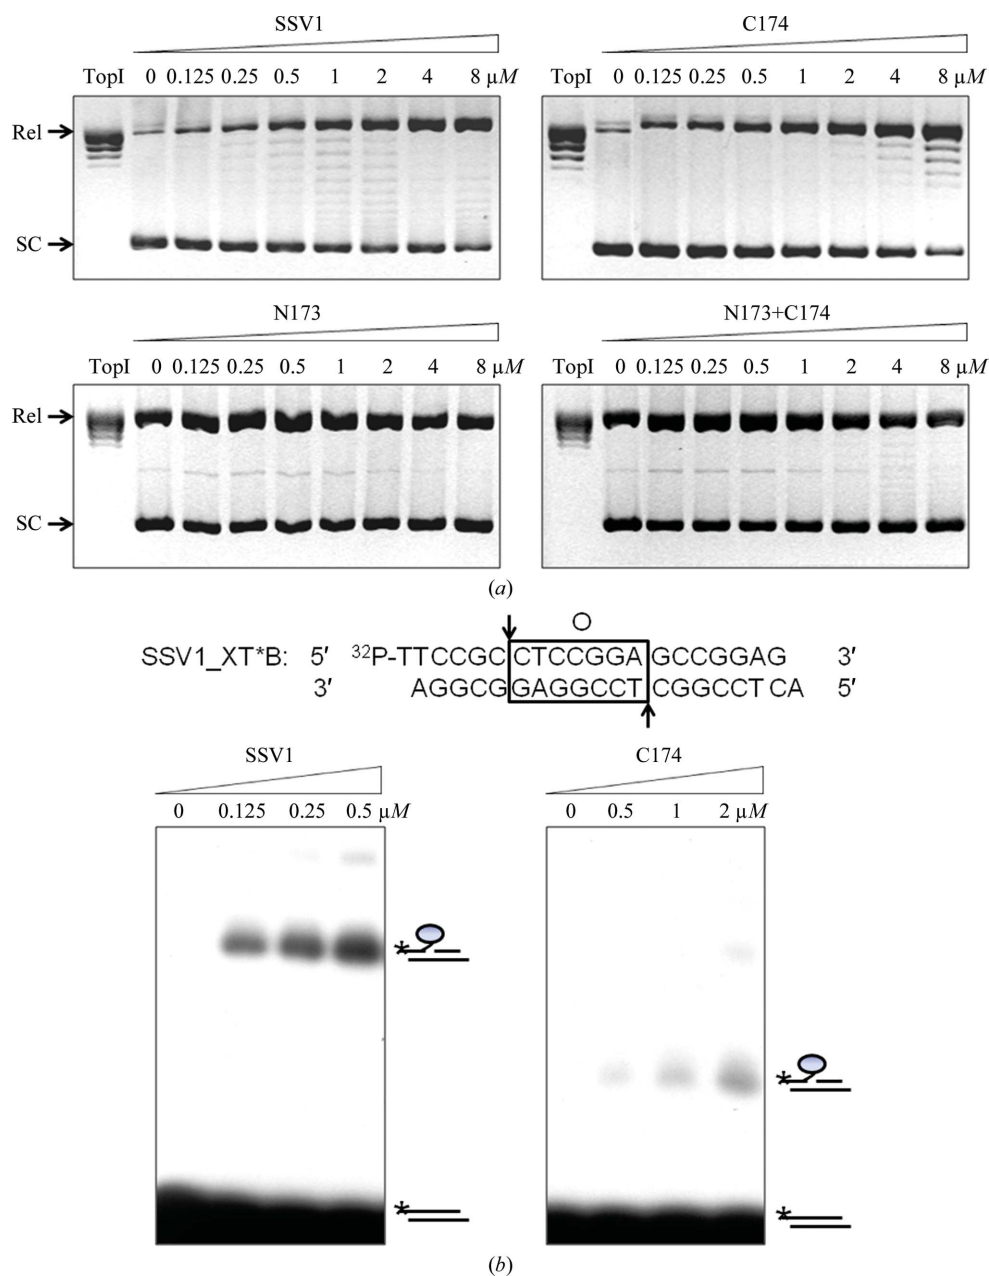 SSV1
C174
TopI 0 0.125 0.25 0.5 1 2 4 8 µM
TopI 0 0.125 0.25 0.5 1 2 4 8 µM
Rel
SC
N173
N173+C174
TopI 0 0.125 0.25 0.5 1 2 4 8 µM
TopI 0 0.125 0.25 0.5 1 2 4 8 µM
Rel
SC
(a)
SSV1_XT*B: 5′ ³²P-TTCCGCCTCCGGAGCCGGAG 3′
3′ AGGCGGAGGCCTCGGCCTCA 5′
SSV1
C174
0 0.125 0.25 0.5 µM
0 0.5 1 2 µM
*
*
*
*
(b)